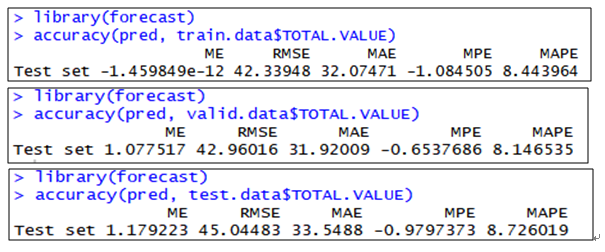 > library(forecast)
> accuracy(pred, train.data$TOTAL.VALUE)
ME RMSE MAE MPE MAPE
Test set -1.459849e-12 42.33948 32.07471 -1.084505 8.443964
> library(forecast)
> accuracy(pred, valid.data$TOTAL.VALUE)
ME RMSE MAE MPE MAPE
Test set 1.077517 42.96016 31.92009 -0.6537686 8.146535
> library(forecast)
> accuracy(pred, test.data$TOTAL.VALUE)
ME RMSE MAE MPE MAPE
Test set 1.179223 45.04483 33.5488 -0.9797373 8.726019